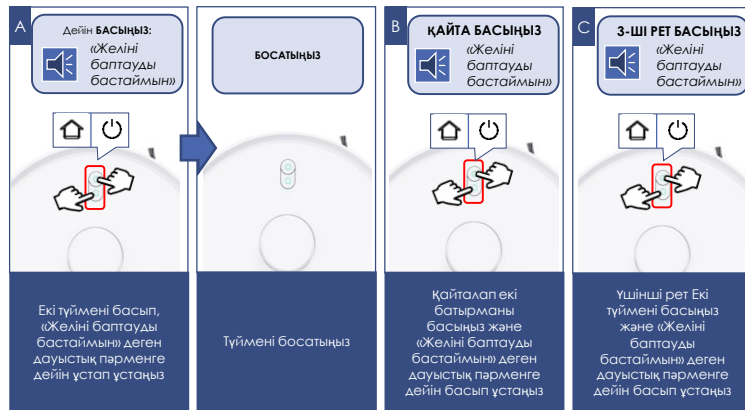 A
Дейін БАСЫҢЫЗ:
«Желіні
баптауды
бастаймын»
Екі түймені басып,
«Желіні баптауды
бастаймын» деген
дауыстық пәрменге
дейін ұстап ұстаңыз
БОСАТЫҢЫЗ
Түймені босатыңыз
B
ҚАЙТА БАСЫҢЫЗ
«Желіні
баптауды
бастаймын»
Қайталап екі
батырманы
басыңыз және
«Желіні баптауды
бастаймын» деген
дауыстық пәрменге
дейін басып ұстаңыз
C
3-ШІ РЕТ БАСЫҢЫЗ
«Желіні
баптауды
бастаймын»
Үшінші рет Екі
түймені басыңыз
және «Желіні
баптауды
бастаймын» деген
дауыстық пәрменге
дейін басып ұстаңыз